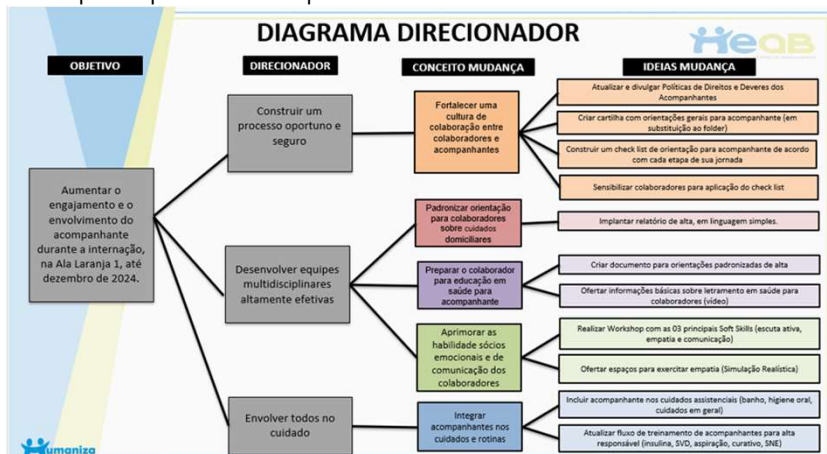 DIAGRAMA DIRECIONADOR
HeaB
OBJETIVO
DIRECIONADOR
CONCEITO MUDANÇA
IDEIAS MUDANÇA
Aumentar o
engajamento e o
envolvimento do
acompanhante
durante a internação,
na Ala Laranja 1, até
dezembro de 2024.
Construir um
processo oportuno e
seguro
Desenvolver equipes
multidisciplinares
altamente efetivas
Envolver todos no
cuidado
Fortalecer uma
cultura de
colaboração entre
colaboradores e
acompanhantes
Padronizar orientação
para colaboradores
sobre cuidados
domiciliares
Preparar o colaborador
para educação em
saúde para
acompanhante
Aprimorar as
habilidade sócios
emocionais e de
comunicação dos
colaboradores
Integrar
acompanhantes nos
cuidados e rotinas
Atualizar e divulgar Políticas de Direitos e Deveres dos
Acompanhantes
Criar cartilha com orientações gerais para acompanhante (em
substituição ao folder)
Construir um check list de orientação para acompanhante de acordo
com cada etapa de sua jornada
Sensibilizar colaboradores para aplicação do check list
Implantar relatório de alta, em linguagem simples.
Criar documento para orientações padronizadas de alta
Ofertar informações básicas sobre letramento em saúde para
colaboradores (vídeo)
Realizar Workshop com as 03 principais Soft Skills (escuta ativa,
empatia e comunicação)
Ofertar espaços para exercitar empatia (Simulação Realística)
Incluir acompanhante nos cuidados assistenciais (banho, higiene oral,
cuidados em geral)
Atualizar fluxo de treinamento de acompanhantes para alta
responsável (insulina, SVD, aspiração, curativo, SNE)
Humaniza